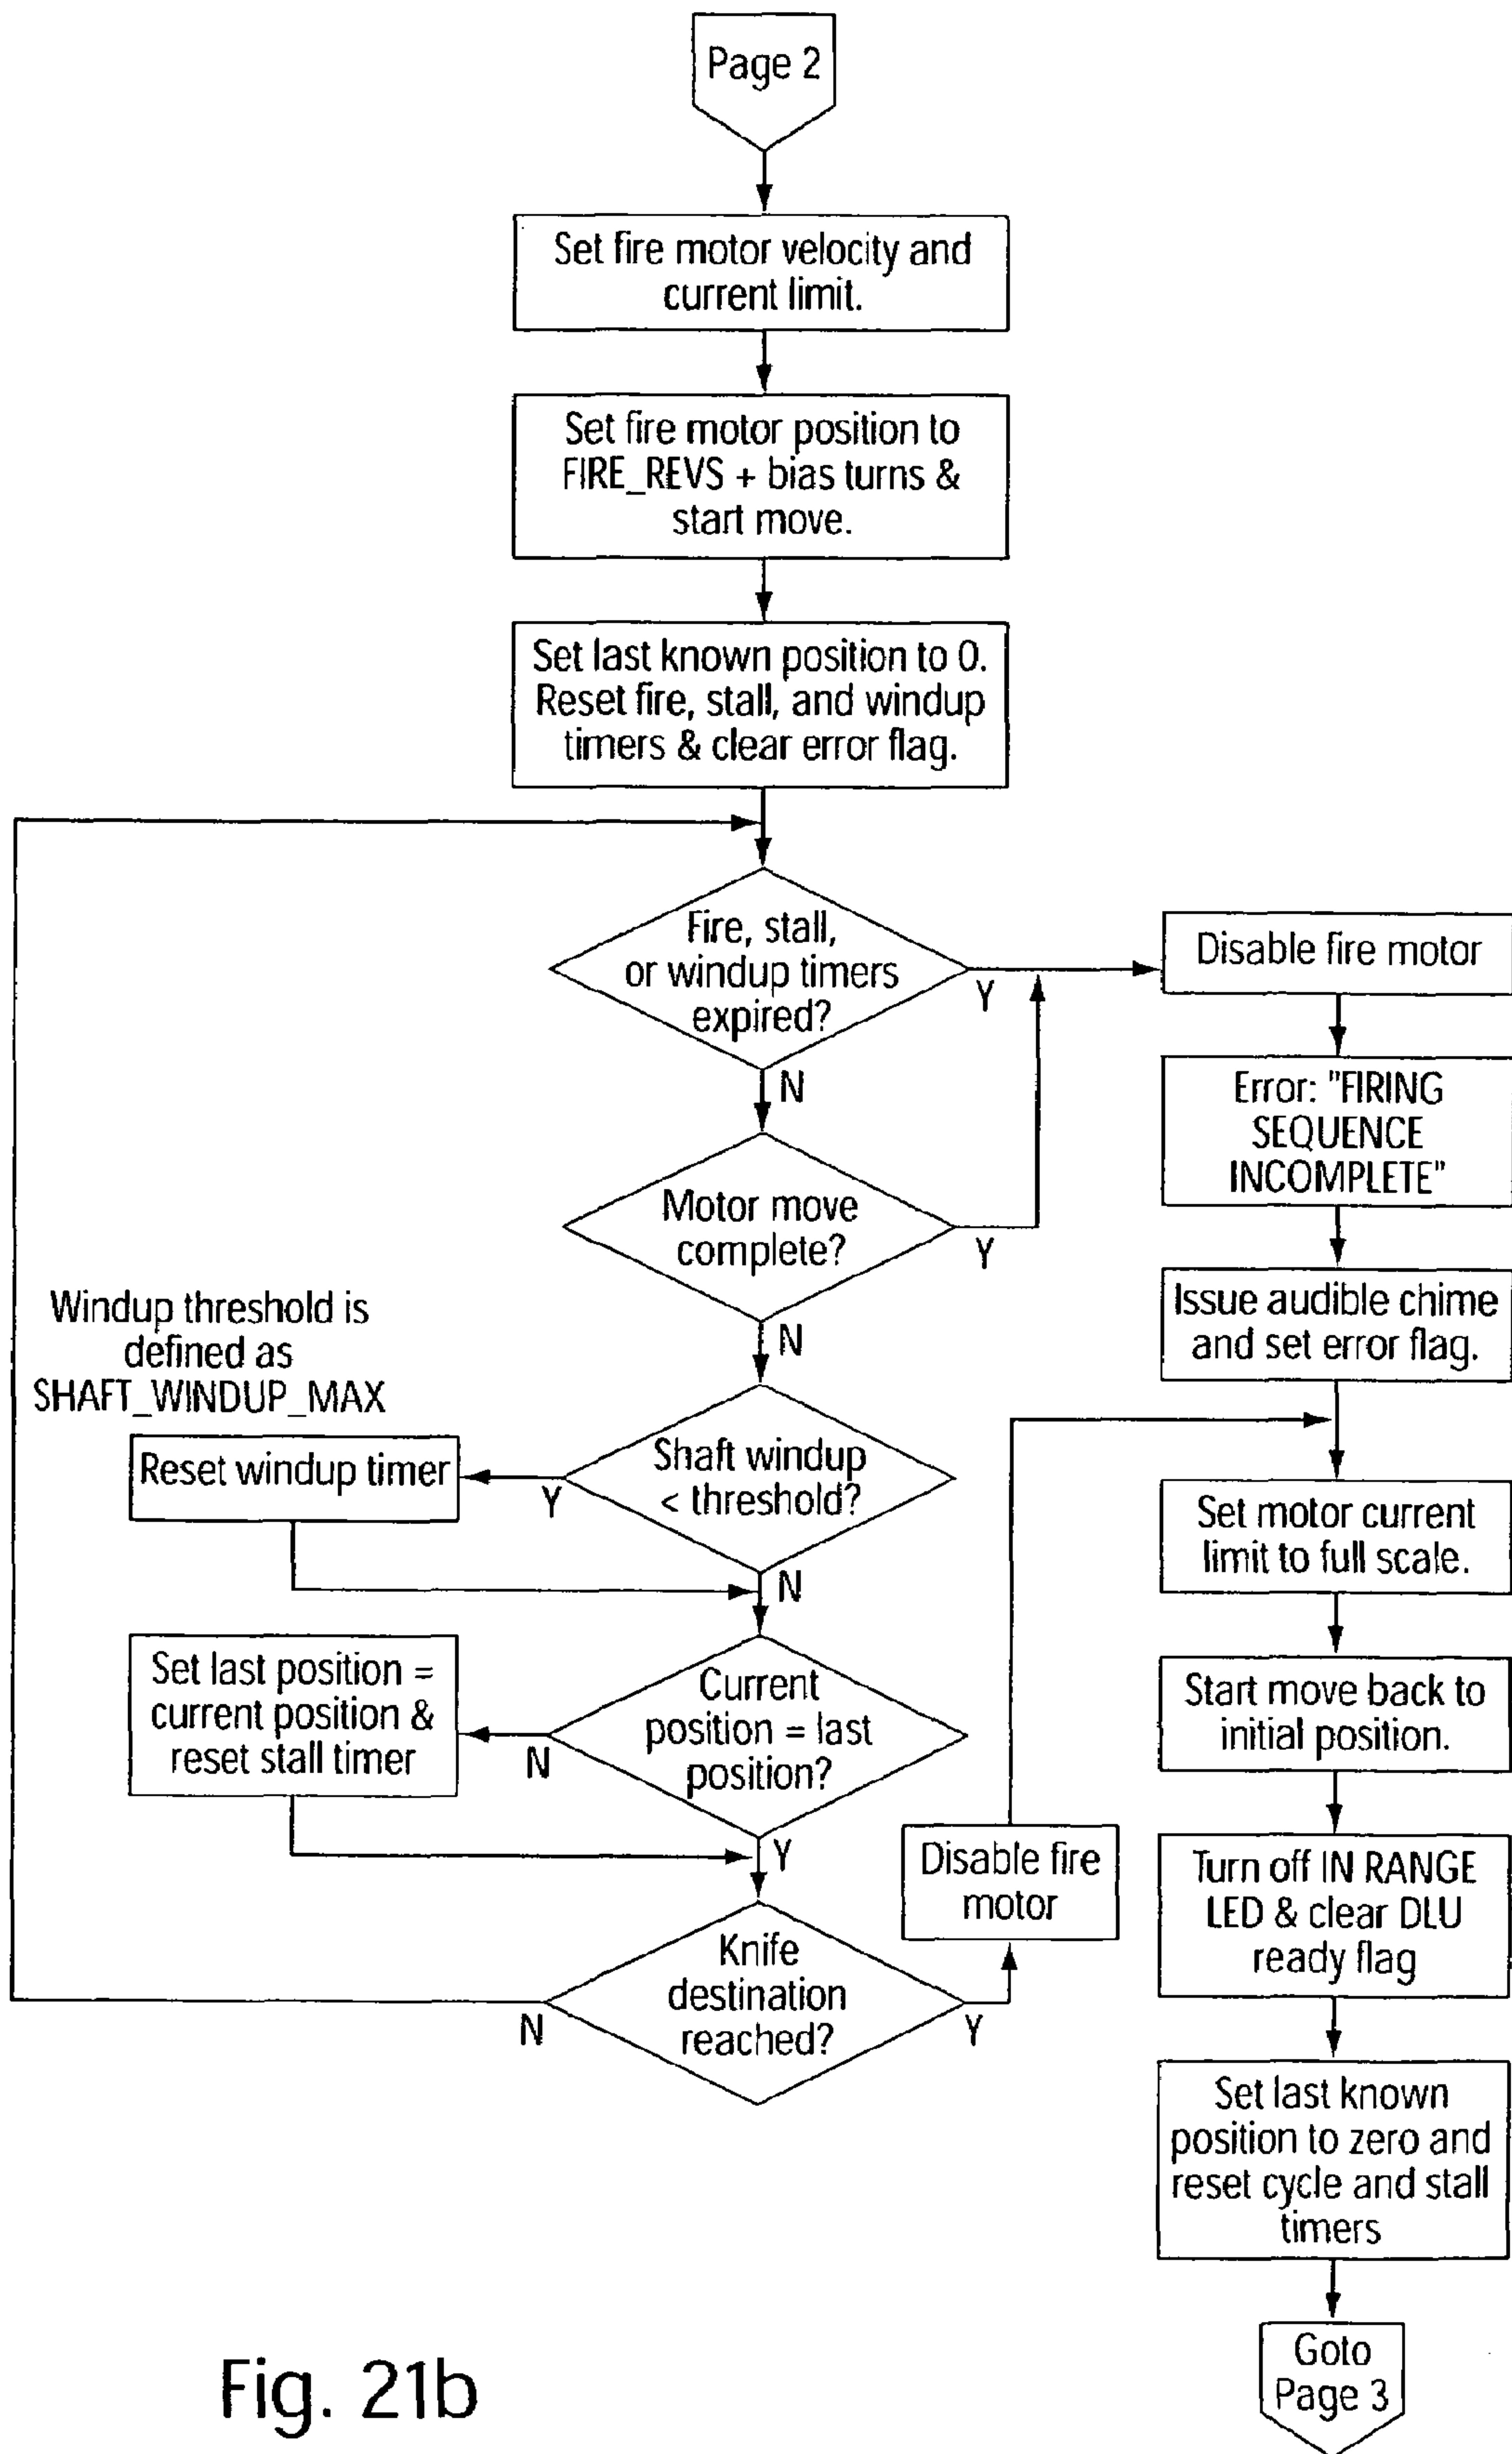 Page 2
Set fire motor velocity and
current limit.
Set fire motor position to
FIRE_REVS + bias turns &
start move.
Set last known position to 0.
Reset fire, stall, and windup
timers & clear error flag.
Fire, stall,
or windup timers
expired?
Y
N
Motor move
complete?
Y
N
Windup threshold is
defined as
SHAFT_WINDUP_MAX
Shaft windup
< threshold?
Y
Reset windup timer
N
Current
position = last
position?
N
Set last position =
current position &
reset stall timer
Y
Knife
destination
reached?
N
Y
Disable fire
motor
Disable fire motor
Error: "FIRING
SEQUENCE
INCOMPLETE"
Issue audible chime
and set error flag.
Set motor current
limit to full scale.
Start move back to
initial position.
Turn off IN RANGE
LED & clear DLU
ready flag
Set last known
position to zero and
reset cycle and stall
timers
Goto
Page 3
Fig. 21b